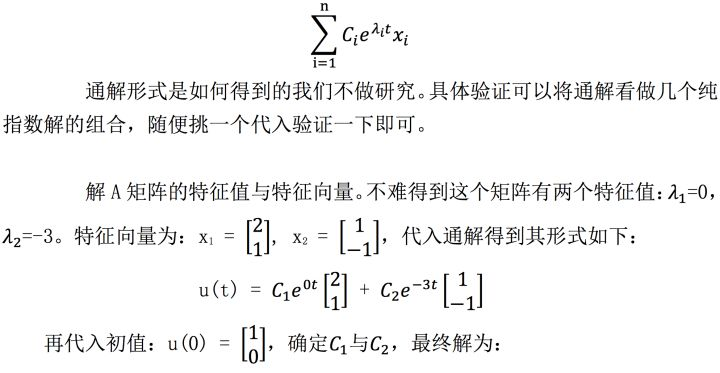 $$\sum_{i=1}^{n} C_i e^{\lambda_i t} x_i$$
通解形式是如何得到的我们不做研究。具体验证可以将通解看做几个纯
指数解的组合，随便挑一个代入验证一下即可。
解 A 矩阵的特征值与特征向量。不难得到这个矩阵有两个特征值：$\lambda_1$=0，
$\lambda_2$=-3。特征向量为：$x_1 = \begin{bmatrix}2\\1\end{bmatrix}$, $x_2 = \begin{bmatrix}1\\-1\end{bmatrix}$，代入通解得到其形式如下：
$$u(t) = C_1 e^{0t} \begin{bmatrix}2\\1\end{bmatrix} + C_2 e^{-3t} \begin{bmatrix}1\\-1\end{bmatrix}$$
再代入初值：$u(0) = \begin{bmatrix}1\\0\end{bmatrix}$，确定$C_1$与$C_2$，最终解为：